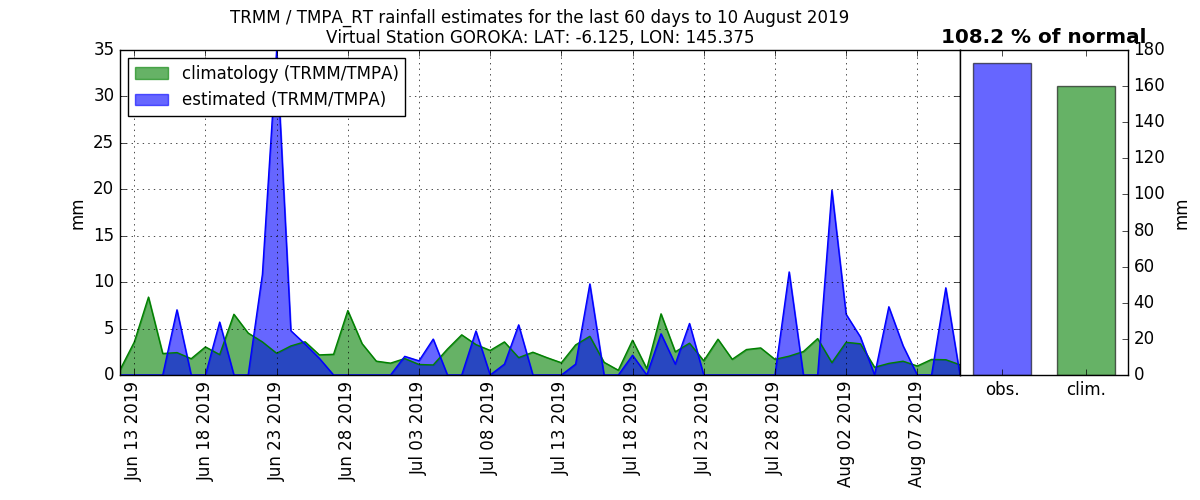 TRMM / TMPA_RT rainfall estimates for the last 60 days to 10 August 2019
Virtual Station GOROKA: LAT: -6.125, LON: 145.375
108.2 % of normal
climatology (TRMM/TMPA)
estimated (TRMM/TMPA)
35
30
25
20
15
10
5
0
mm
Jun 13 2019
Jun 18 2019
Jun 23 2019
Jun 28 2019
Jul 03 2019
Jul 08 2019
Jul 13 2019
Jul 18 2019
Jul 23 2019
Jul 28 2019
Aug 02 2019
Aug 07 2019
obs.
clim.
180
160
140
120
100
80
60
40
20
0
mm